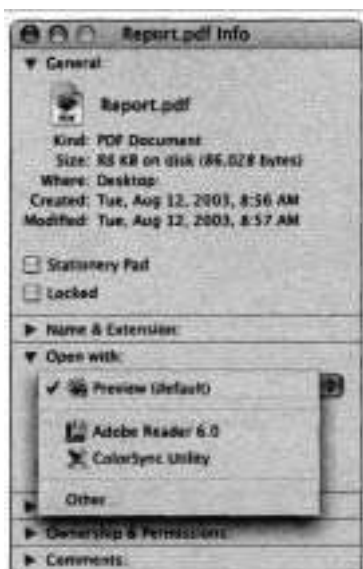 Report.pdf Info
General
Report.pdf
Kind: PDF Document
Size: 88 KB on disk (86,028 bytes)
Where: Desktop
Created: Tue, Aug 12, 2003, 8:56 AM
Modified: Tue, Aug 12, 2003, 8:57 AM
Stationery Pad
Locked
Name & Extension:
Open with:
Preview (default)
Adobe Reader 6.0
ColorSync Utility
Other
Ownership & Permissions:
Comments: